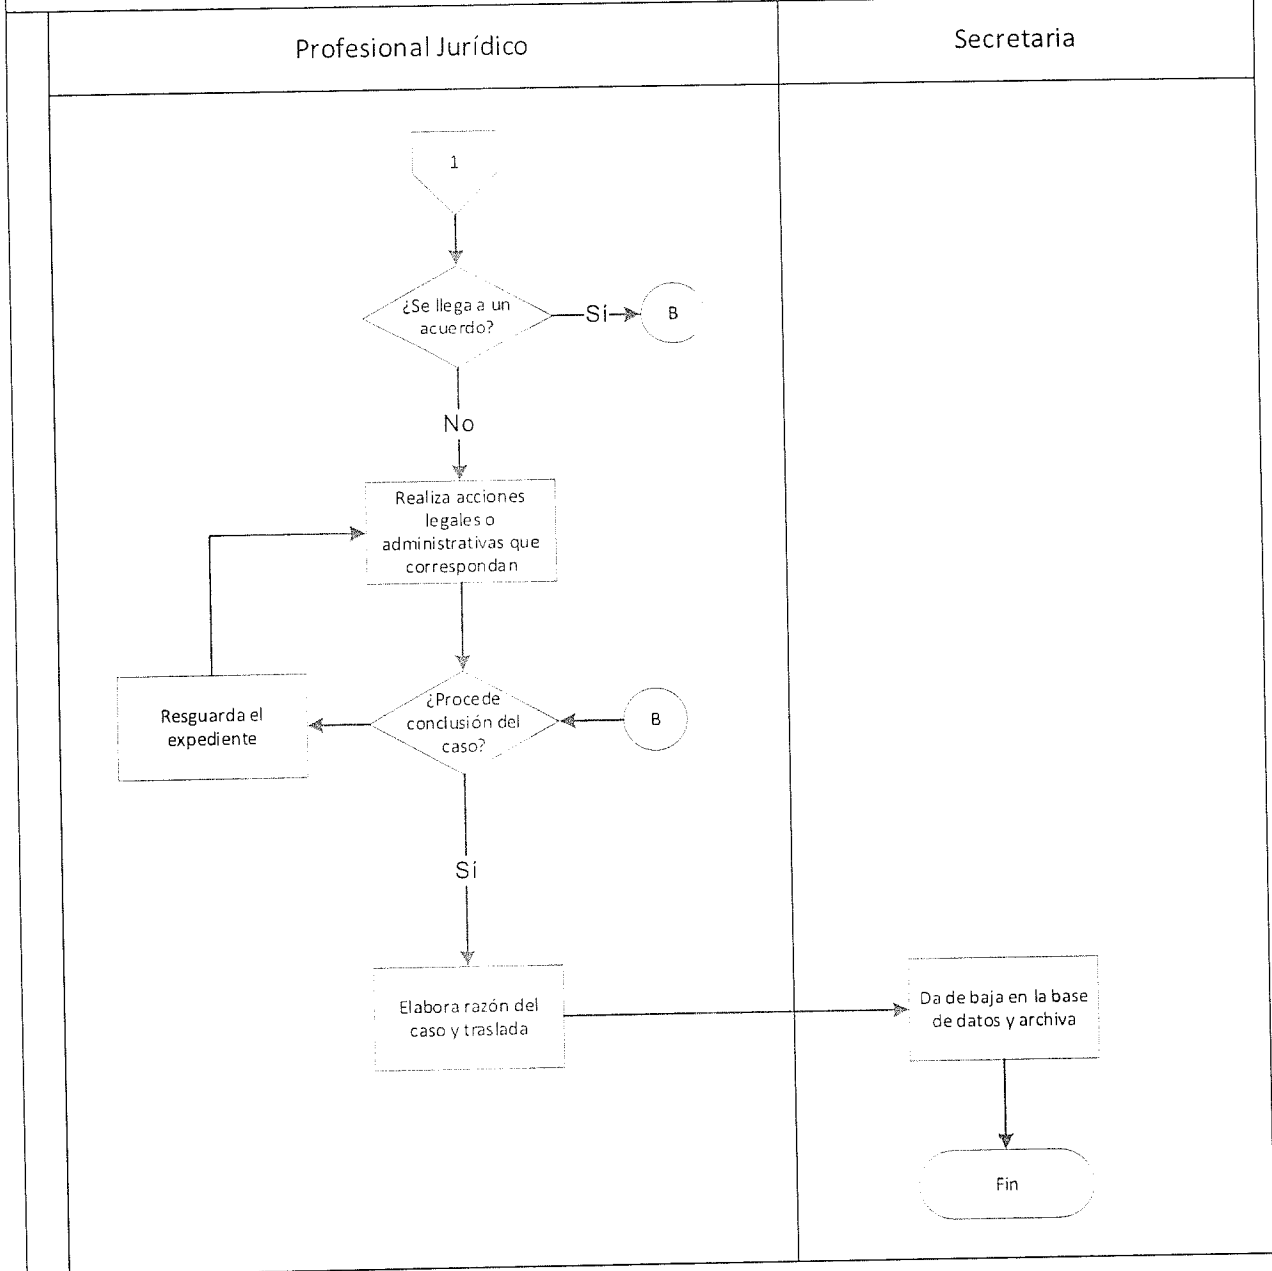 Profesional Jurídico
Secretaria
1
¿Se llega a un
acuerdo?
Sí
B
No
Realiza acciones
legales o
administrativas que
correspondan
Resguarda el
expediente
¿Procede
conclusión del
caso?
B
Sí
Elabora razón del
caso y traslada
Da de baja en la base
de datos y archiva
Fin